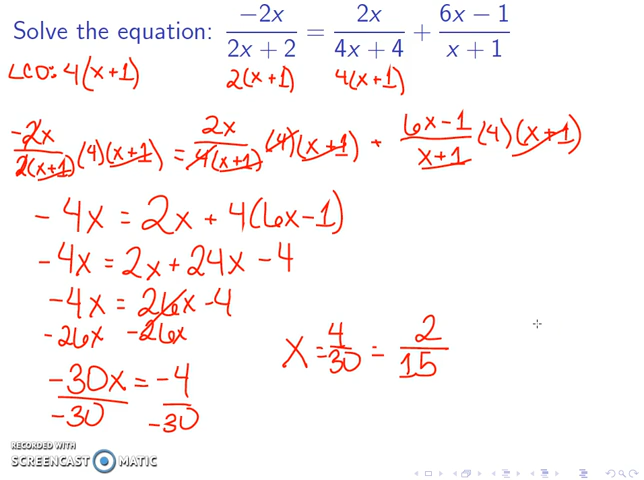 Solve the equation: -2x/(2x + 2) = 2x/(4x + 4) + (6x − 1)/(x + 1)
LCD: 4(x+1) 2(x+1) 4(x+1)
-2x/2(x+1) (4)(x+1) = 2x/4(x+1) (4)(x+1) + 6x-1/x+1 (4)(x+1)
-4x = 2x + 4(6x-1)
-4x = 2x + 24x - 4
-4x = 26x - 4
-26x -26x
-30x/-30 = -4/-30
x = 4/30 = 2/15
RECORDED WITH
SCREENCAST MATIC